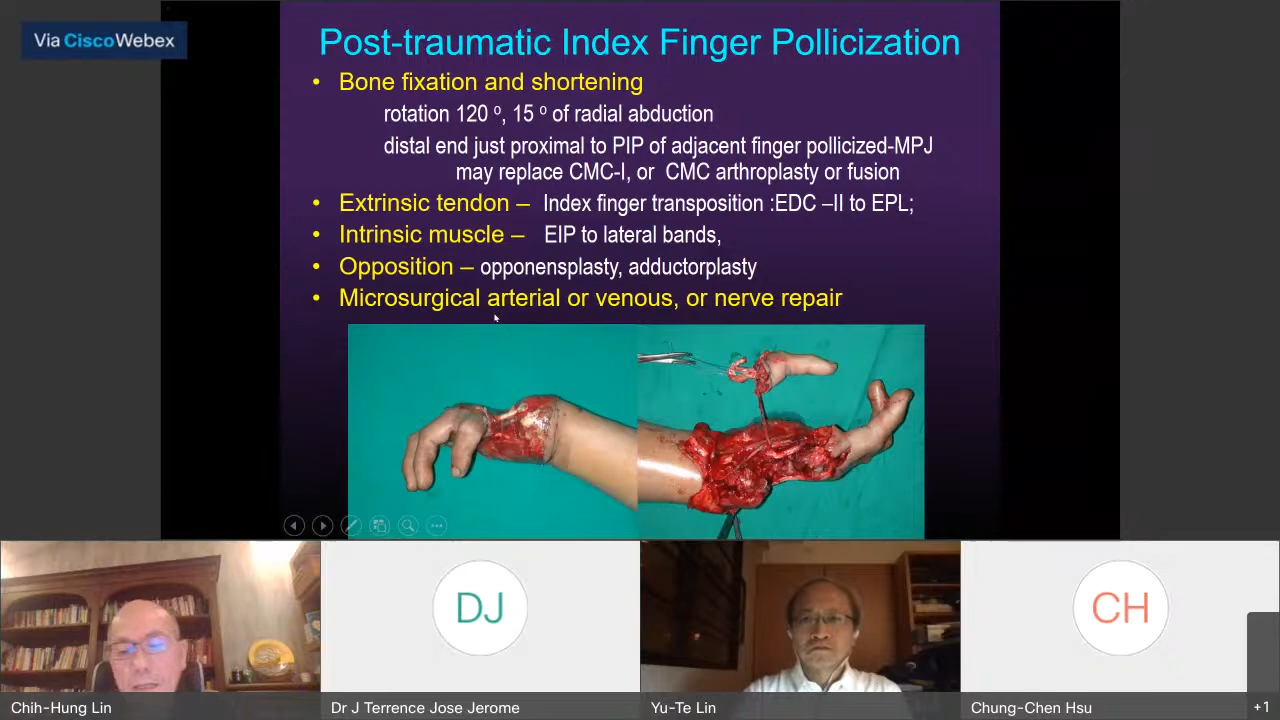 Via Cisco Webex
Post-traumatic Index Finger Pollicization
• Bone fixation and shortening
rotation 120 º, 15 º of radial abduction
distal end just proximal to PIP of adjacent finger pollicized-MPJ
may replace CMC-I, or CMC arthroplasty or fusion
• Extrinsic tendon – Index finger transposition :EDC –II to EPL;
• Intrinsic muscle – EIP to lateral bands,
• Opposition – opponensplasty, adductorplasty
• Microsurgical arterial or venous, or nerve repair
DJ
CH
Chih-Hung Lin
Dr J Terrence Jose Jerome
Yu-Te Lin
Chung-Chen Hsu
+1